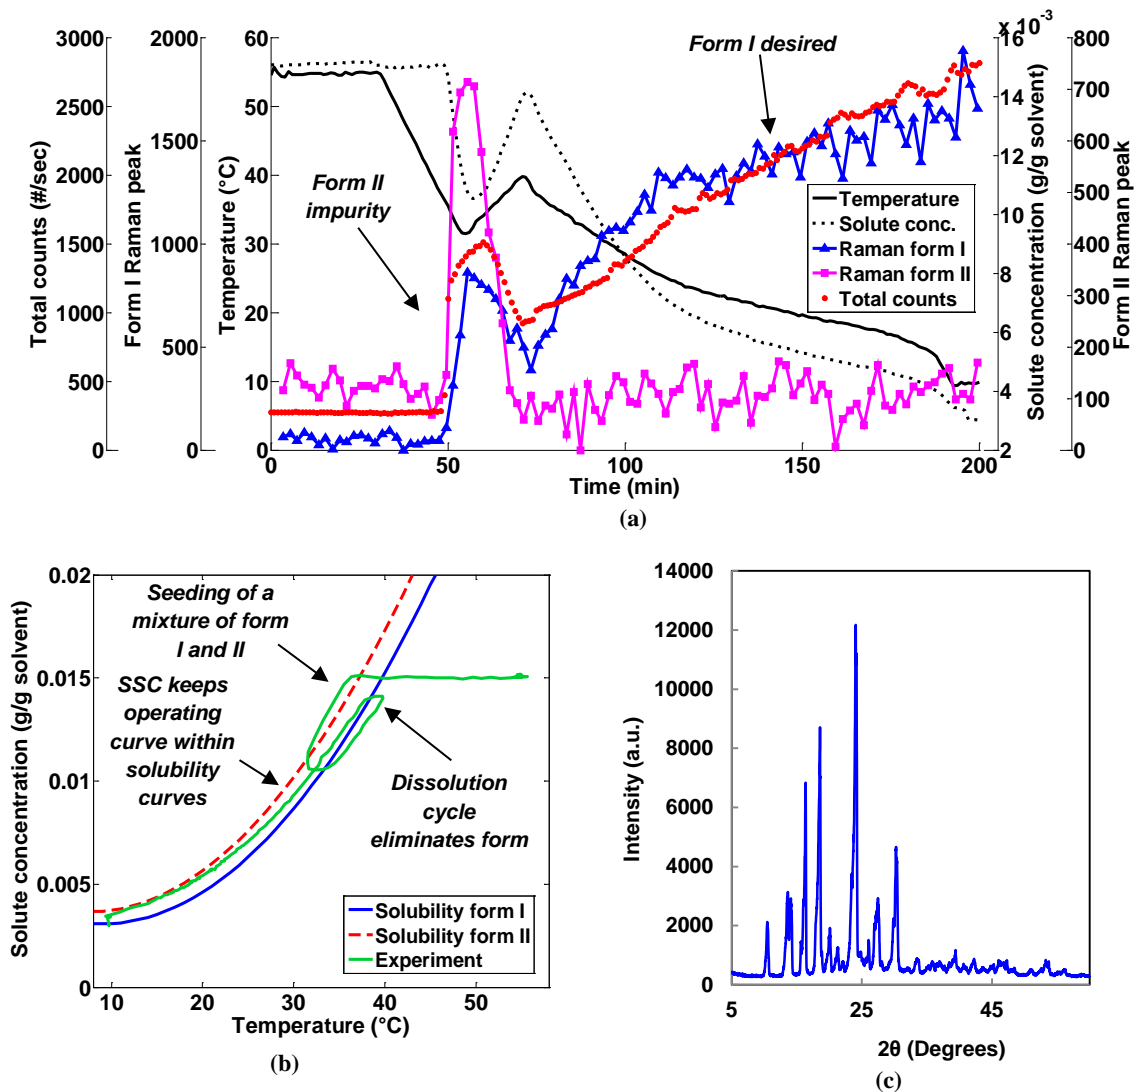 x 10⁻³
3000
2500
2000
1500
1000
500
0
Total counts (#/sec)
2000
1500
1000
500
0
Form I Raman peak
60
50
40
30
20
10
0
Temperature (°C)
Form II
impurity
Form I desired
Temperature
Solute conc.
Raman form I
Raman form II
Total counts
16
14
12
10
8
6
4
2
Solute concentration (g/g solvent)
800
700
600
500
400
300
200
100
0
Form II Raman peak
0 50 100 150 200
Time (min)
(a)
0.02
0.015
0.01
0.005
0
Solute concentration (g/g solvent)
Seeding of a
mixture of form
I and II
SSC keeps
operating
curve within
solubility
curves
Dissolution
cycle
eliminates form
Solubility form I
Solubility form II
Experiment
10 20 30 40 50
Temperature (°C)
(b)
14000
12000
10000
8000
6000
4000
2000
0
Intensity (a.u.)
5 25 45
2θ (Degrees)
(c)